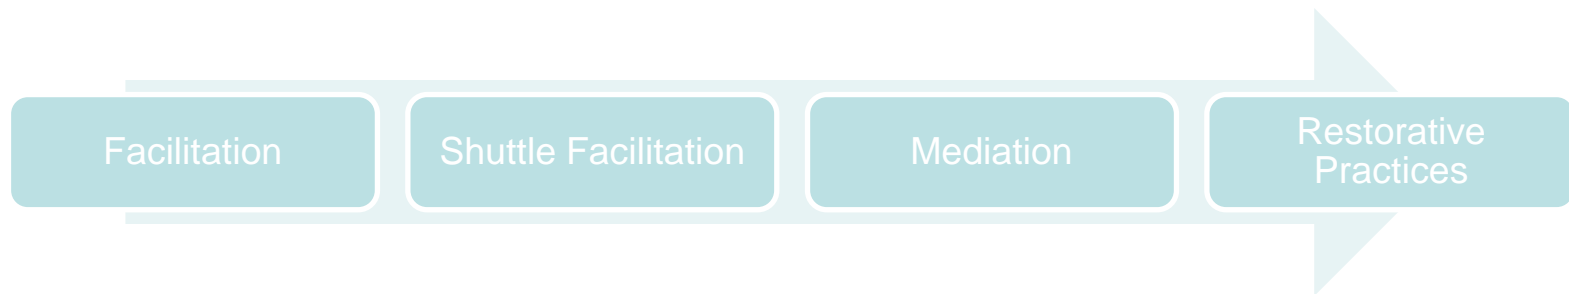 Facilitation
Shuttle Facilitation
Mediation
Restorative
Practices